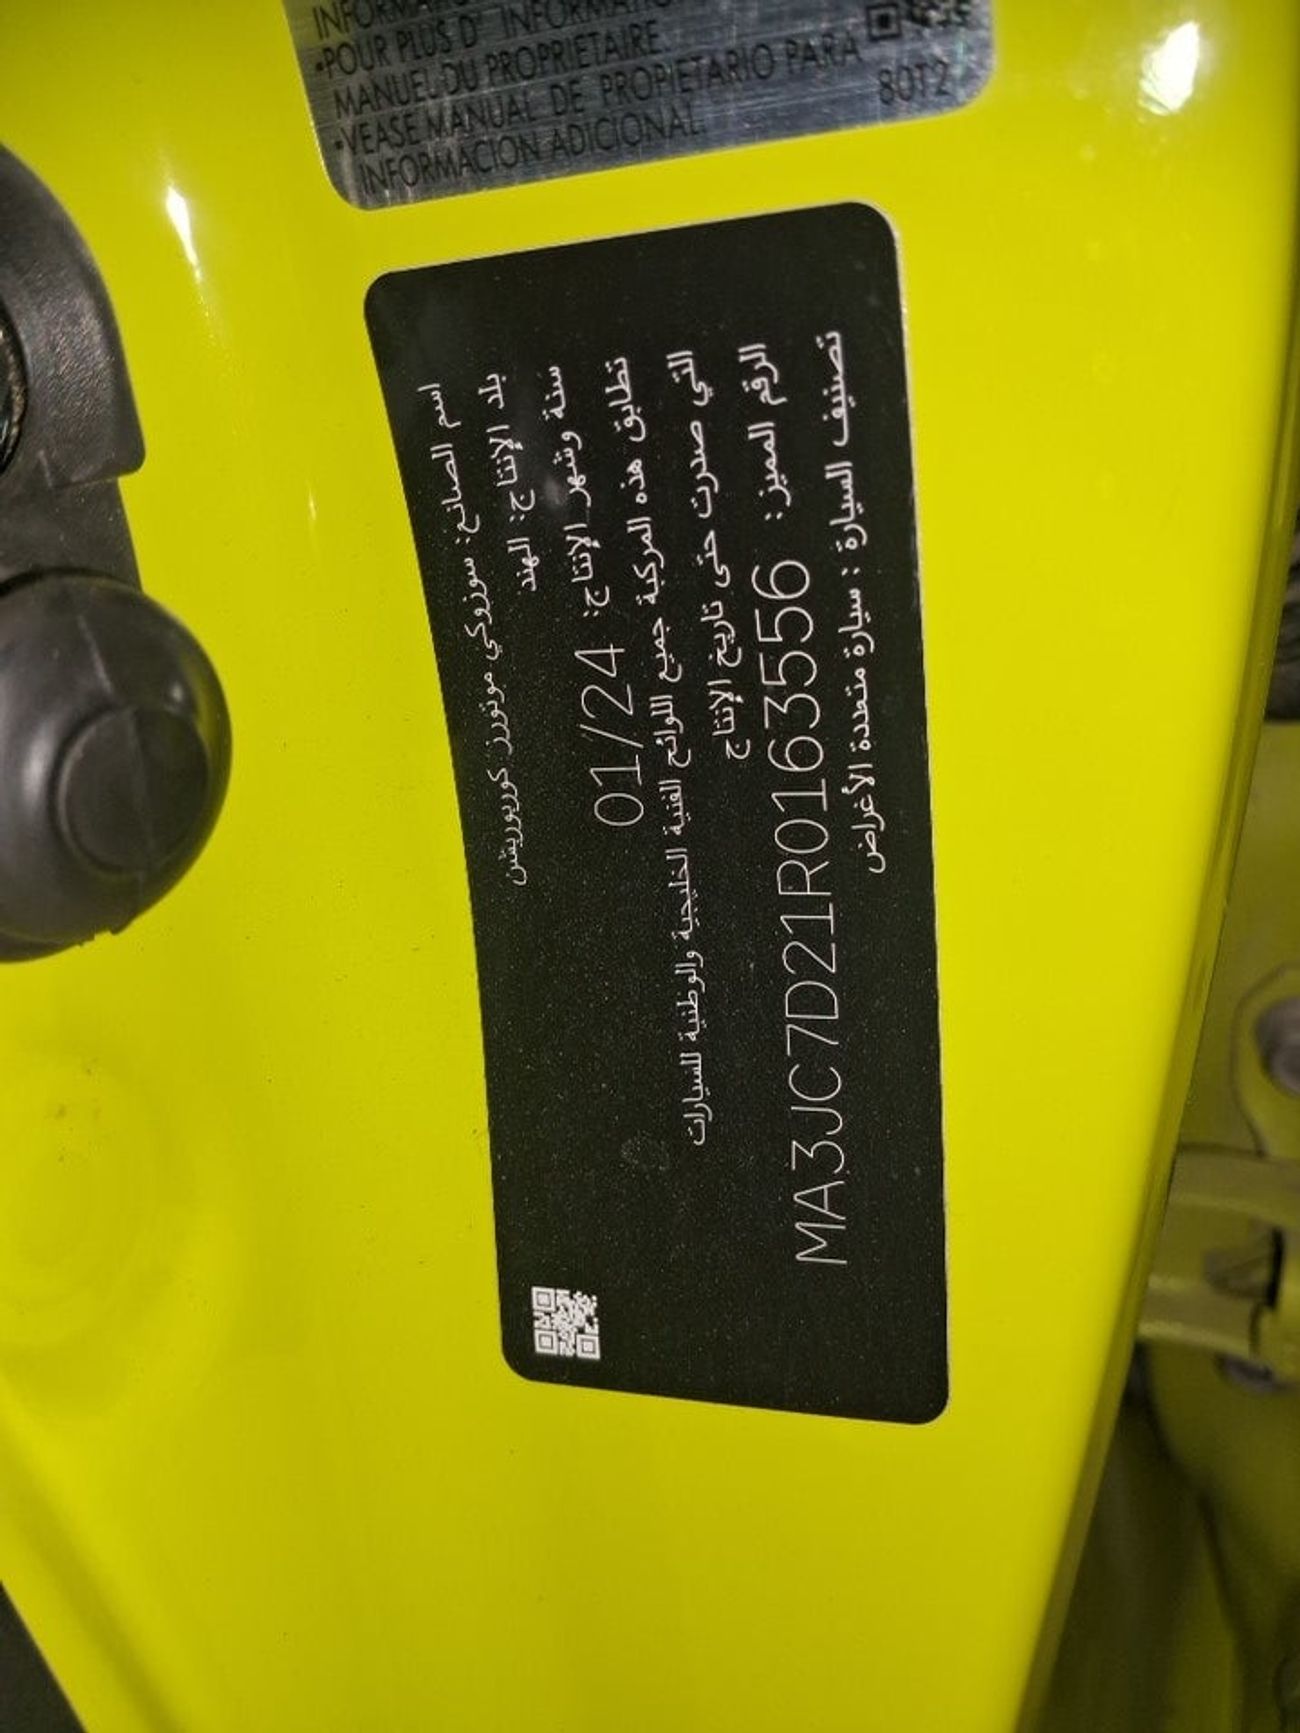 INFORMATIO
•POUR PLUS D' INFORMATIO
MANUEL DU PROPRIETAIRE.
•VEASE MANUAL DE PROPIETARIO PARA
INFORMACION ADICIONAL.
80T2
اسم الصانع: سوزوكي موتورز كوربوريشن
بلد الإنتاج: الهند
سنة وشهر الإنتاج: 01/24
تطابق هذه المركبة جميع اللوائح الفنية الخليجية والوطنية للسيارات
التي صدرت حتى تاريخ الإنتاج
الرقم المميز: MA3JC7D21R0163556
تصنيف السيارة : سيارة متعددة الأغراض